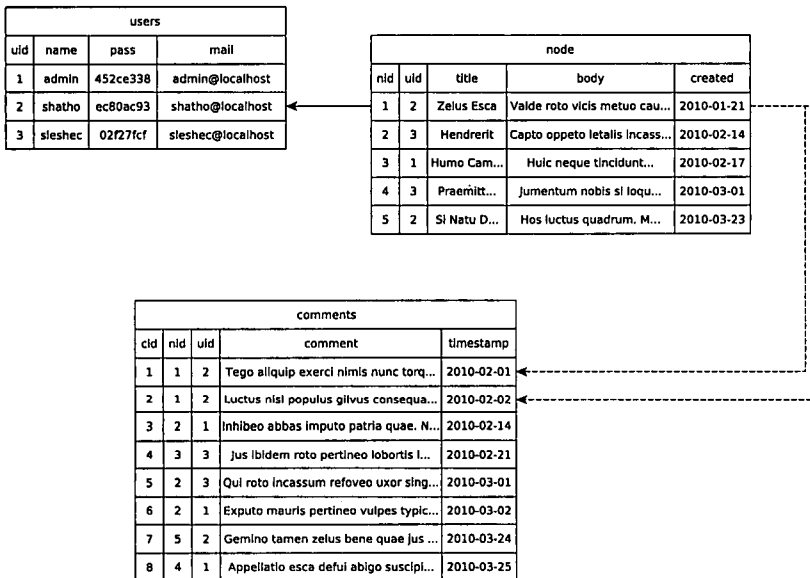 users
uid name pass mail
1 admin 452ce338 admin@localhost
2 shatho ec80ac93 shatho@localhost
3 sleshec 02f27fcf sleshec@localhost
node
nid uid title body created
1 2 Zelus Esca Valde roto vicis metuo cau... 2010-01-21
2 3 Hendrerit Capto oppeto letalis incass... 2010-02-14
3 1 Humo Cam... Huic neque tincidunt... 2010-02-17
4 3 Praemitt... Jumentum nobis si loqu... 2010-03-01
5 2 Si Natu D... Hos luctus quadrum. M... 2010-03-23
comments
cid nid uid comment timestamp
1 1 2 Tego aliquip exerci nimis nunc torq... 2010-02-01
2 1 2 Luctus nisl populus gilvus consequa... 2010-02-02
3 2 1 Inhibeo abbas imputo patria quae. N... 2010-02-14
4 3 3 Jus ibidem roto pertineo lobortis l... 2010-02-21
5 2 3 Qui roto incassum refoveo uxor sing... 2010-03-01
6 2 1 Exputo mauris pertineo vulpes typic... 2010-03-02
7 5 2 Gemino tamen zelus bene quae jus ... 2010-03-24
8 4 1 Appellatio esca defui abigo suscipi... 2010-03-25